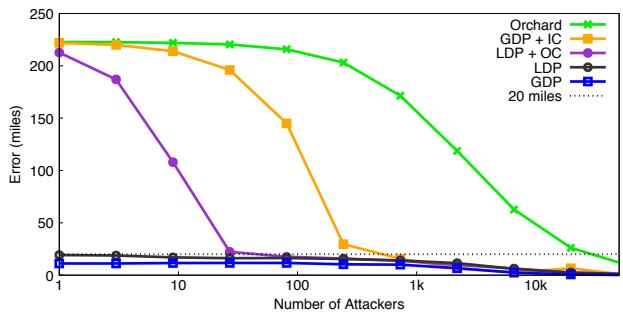 250
200
150
100
50
0
Error (miles)
Orchard
GDP + IC
LDP + OC
LDP
GDP
20 miles
1 10 100 1k 10k
Number of Attackers